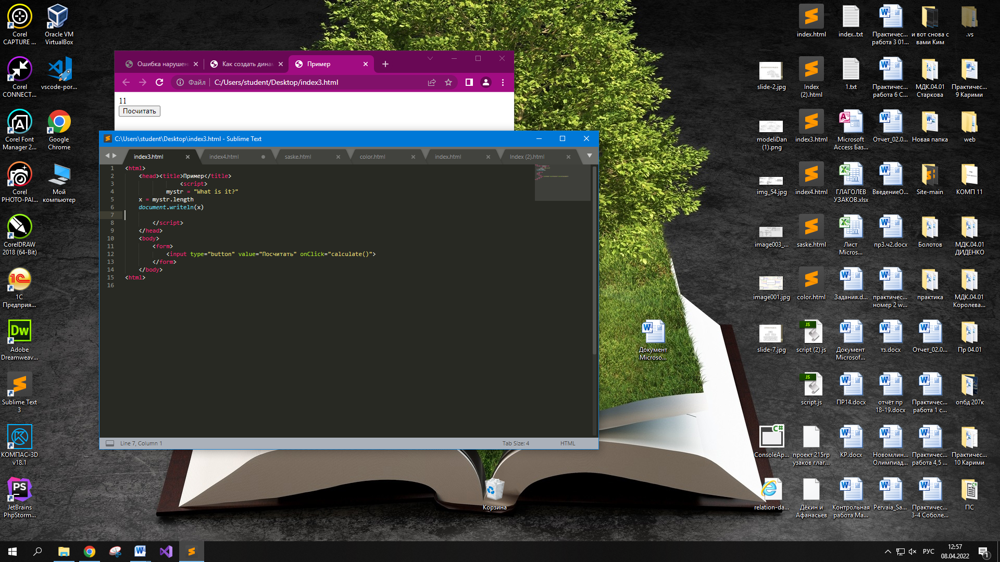 Corel
CAPTURE ...
Oracle VM
VirtualBox
Corel
CONNECT...
vscode-por...
Corel Font
Manager 2...
Google
Chrome
Corel
PHOTO-PAI...
Мой
компьютер
CorelDRAW
2018 (64-Bit)
1С
Предприя...
Dw
Adobe
Dreamweav...
Sublime Text
3
КОМПАС-3D
v18.1
PS
JetBrains
PhpStorm...
Ошибка нарушен
Как создать дина
Пример
Файл
C:/Users/student/Desktop/index3.html
11
Посчитать
C:\Users\student\Desktop\index3.html - Sublime Text
index3.html
index4.html
saske.html
color.html
index.html
Index (2).html
1 <html>
2 <head><title>Пример</title>
3 <script>
4 mystr = "What is it?"
5 x = mystr.length
6 document.writeln(x)
7
8 </script>
9 </head>
10 <body>
11 <form>
12 <input type="button" value="Посчитать" onClick="calculate()">
13 </form>
14 </body>
15 <html>
16
Line 7, Column 1
Tab Size: 4
HTML
Документ
Microso...
Корзина
index.html
index..txt
Практичес...
работа 3 01...
и вот снова с
вами Ким
.vs
slide-2.jpg
Index
(2).html
1.txt
Практичес...
работа 6 С...
МДК.04.01
Старкова
Практичес...
9 Карими
modeliDan
(1).png
index3.html
Microsoft
Access Баз...
Отчет_02.0...
Новая папка
web
img_54.jpg
index4.html
ГЛАГОЛЕВ
УЗАКОВ.xlsx
ВведениеО...
Site-main
КОМП 11
image003_...
saske.html
Лист
Micros...
пр3.ч2.docx
Болотов
МДК.04.01
ДИДЕНКО
image001.jpg
color.html
Задания.d...
практичес...
номер 2 w...
практика
МДК.04.01
Королева...
slide-7.jpg
JS
script (2).js
Документ
Microsof...
тз.docx
Отчет_02.0...
Пр 04.01
JS
script.js
ПР14.docx
отчёт пр
18-19.docx
Практичес...
работа 1 с...
опбд 207к
C#
ConsoleAp...
проект 215гр
узаков глаг...
КР.docx
Новомлин...
Олимпиад...
Практичес...
работа 4,5 ...
Практичес...
10 Карими
relation-da...
Дёкин и
Афанасьев
Контрольная
работа Ма...
Pervaia_Sa...
Практичес...
3-4 Соболе...
ПС
РУС
12:57
08.04.2022
1